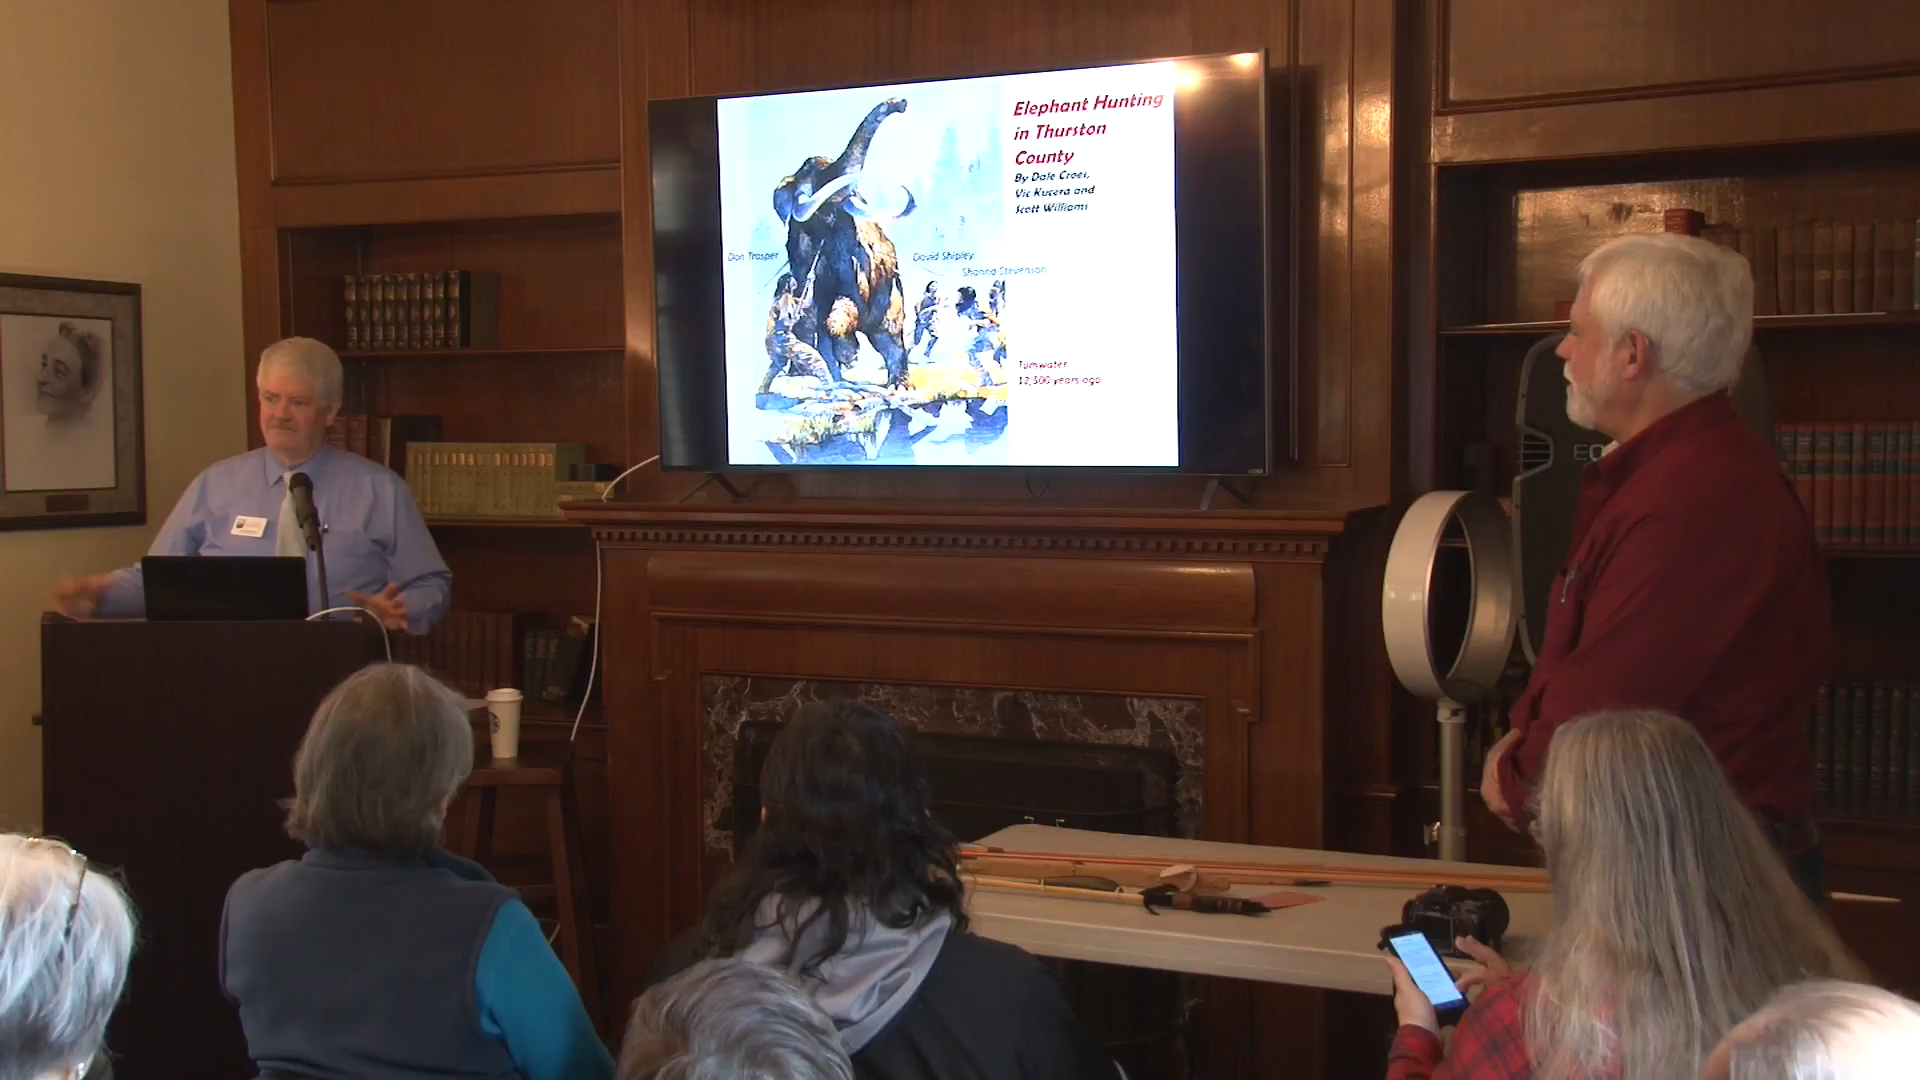 Elephant Hunting
in Thurston
County
By Dale Croes,
Vic Kucera and
Scott Williams
Don Trosper
David Shipley
Shanna Stevenson
Tumwater
12,500 years ago